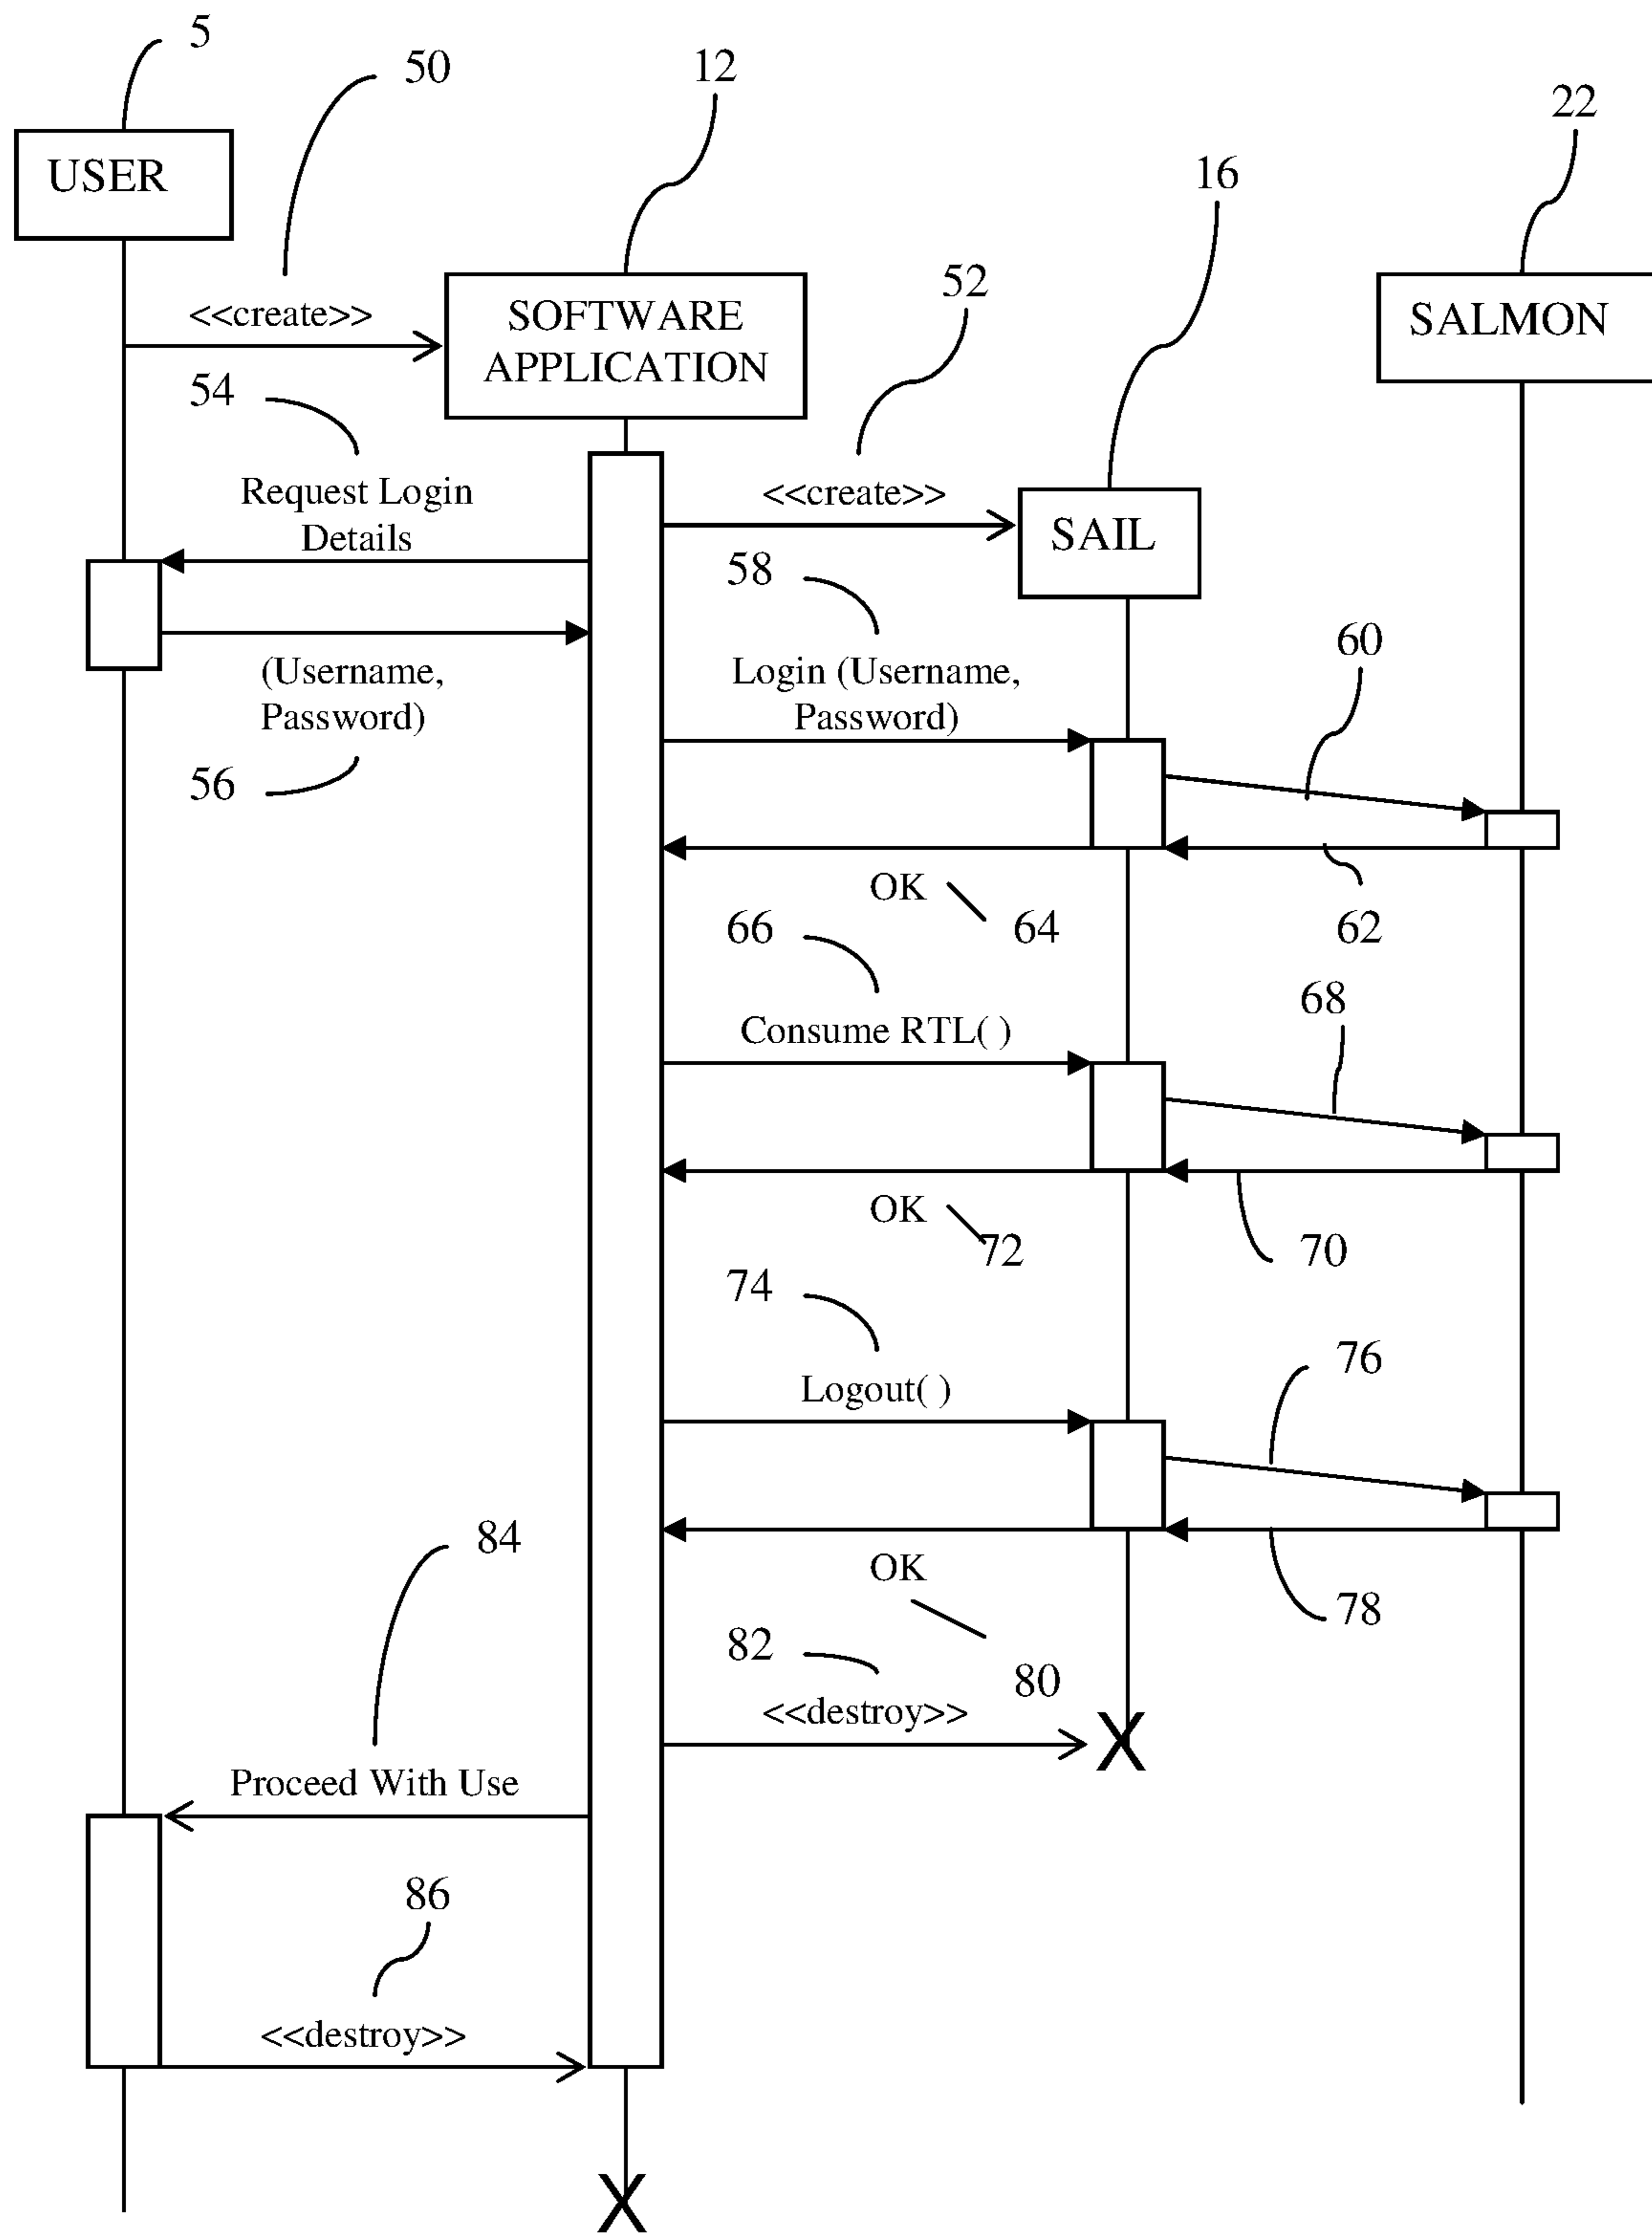 5
50
12
22
USER
16
52
<<create>>
SOFTWARE
APPLICATION
SALMON
54
Request Login
Details
<<create>>
SAIL
58
60
(Username,
Password)
Login (Username,
Password)
56
OK
64
62
66
68
Consume RTL( )
OK
72
70
74
76
Logout( )
84
OK
78
82
80
<<destroy>>
X
Proceed With Use
86
<<destroy>>
X